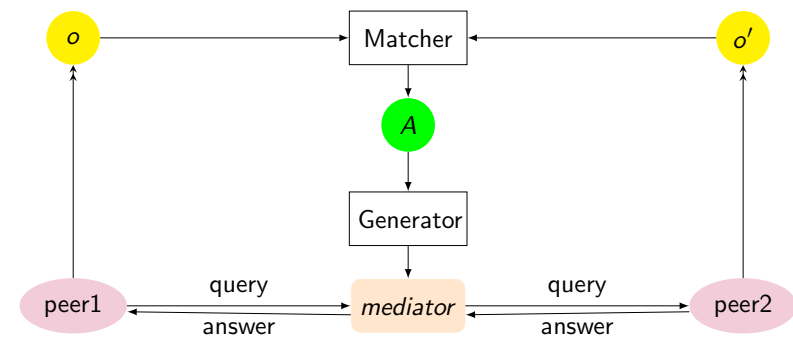 o
Matcher
o′
A
Generator
query
query
peer1
mediator
peer2
answer
answer